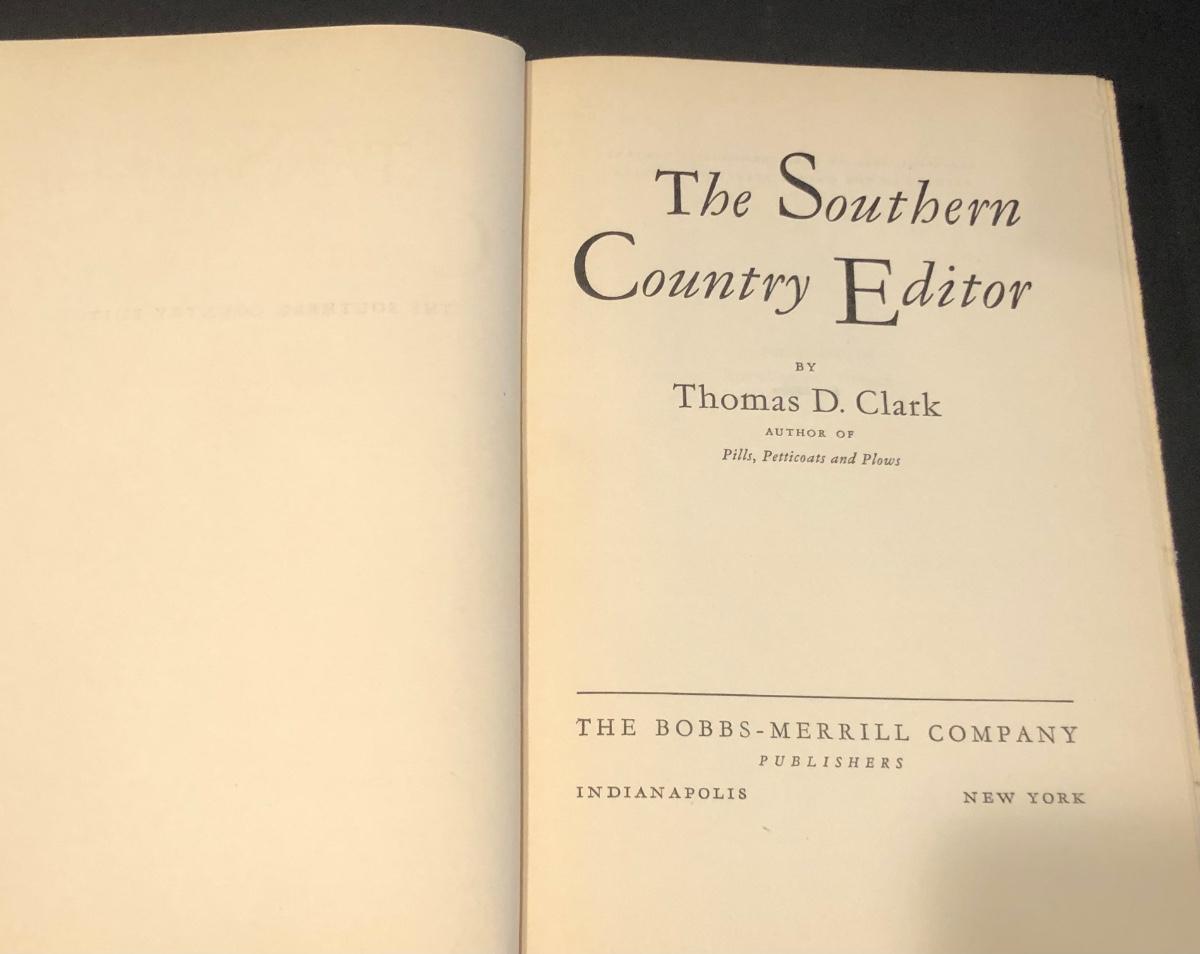 The Southern
Country Editor
BY
Thomas D. Clark
AUTHOR OF
Pills, Petticoats and Plows
THE BOBBS-MERRILL COMPANY
PUBLISHERS
INDIANAPOLIS NEW YORK